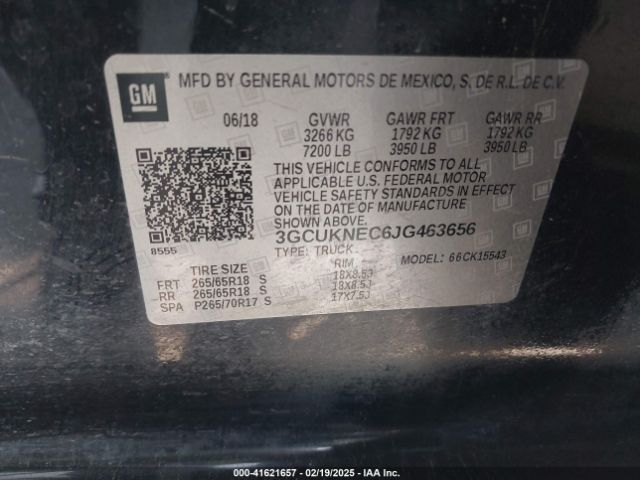 GM
MFD BY GENERAL MOTORS DE MEXICO, S. DE R.L. DE C.V.
06/18 GVWR GAWR FRT GAWR RR
3266 KG 1792 KG 1792 KG
7200 LB 3950 LB 3950 LB
THIS VEHICLE CONFORMS TO ALL
APPLICABLE U.S. FEDERAL MOTOR
VEHICLE SAFETY STANDARDS IN EFFECT
ON THE DATE OF MANUFACTURE
SHOWN ABOVE.
8555
3GCUKNEC6JG463656
TYPE: TRUCK MODEL: 66CK15543
TIRE SIZE RIM
FRT 265/65R18 S 18X8.5J
RR 265/65R18 S 18X8.5J
SPA P265/70R17 S 17X7.5J
000-41621657 - 02/19/2025 - IAA Inc.